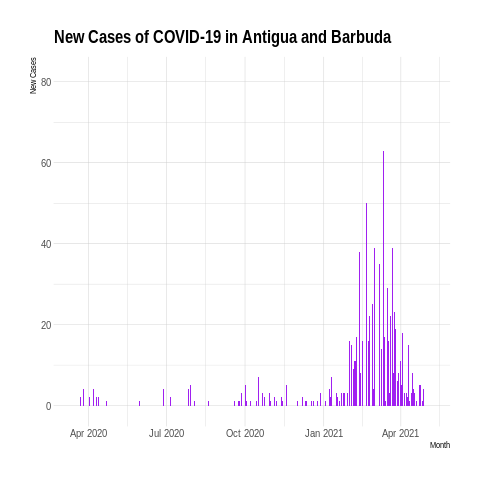 New Cases of COVID-19 in Antigua and Barbuda
New Cases
80
60
40
20
0
Apr 2020 Jul 2020 Oct 2020 Jan 2021 Apr 2021
Month